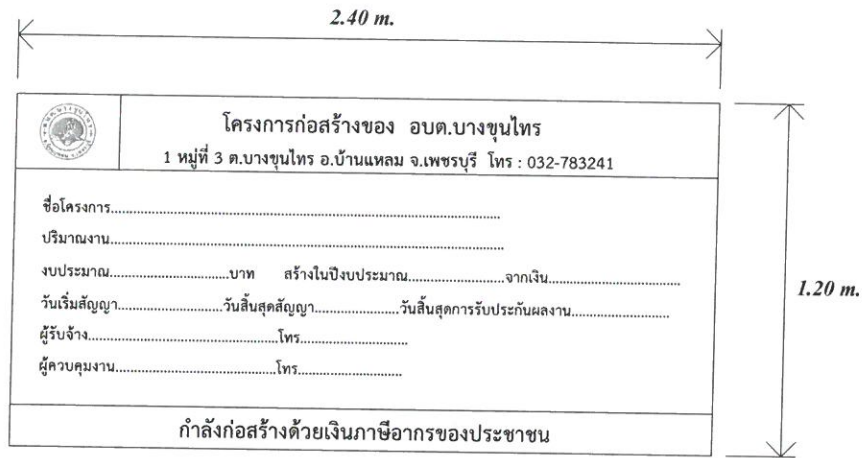 2.40 m.
โครงการก่อสร้างของ อบต.บางขุนไทร
1 หมู่ที่ 3 ต.บางขุนไทร อ.บ้านแหลม จ.เพชรบุรี โทร : 032-783241
ชื่อโครงการ....................................................................................................
ปริมาณงาน.....................................................................................................
งบประมาณ...............................บาท สร้างในปีงบประมาณ.........................จากเงิน..................................
วันเริ่มสัญญา...........................วันสิ้นสุดสัญญา......................วันสิ้นสุดการรับประกันผลงาน.........................
ผู้รับจ้าง.................................................โทร............................
ผู้ควบคุมงาน..........................................โทร...........................
1.20 m.
กำลังก่อสร้างด้วยเงินภาษีอากรของประชาชน